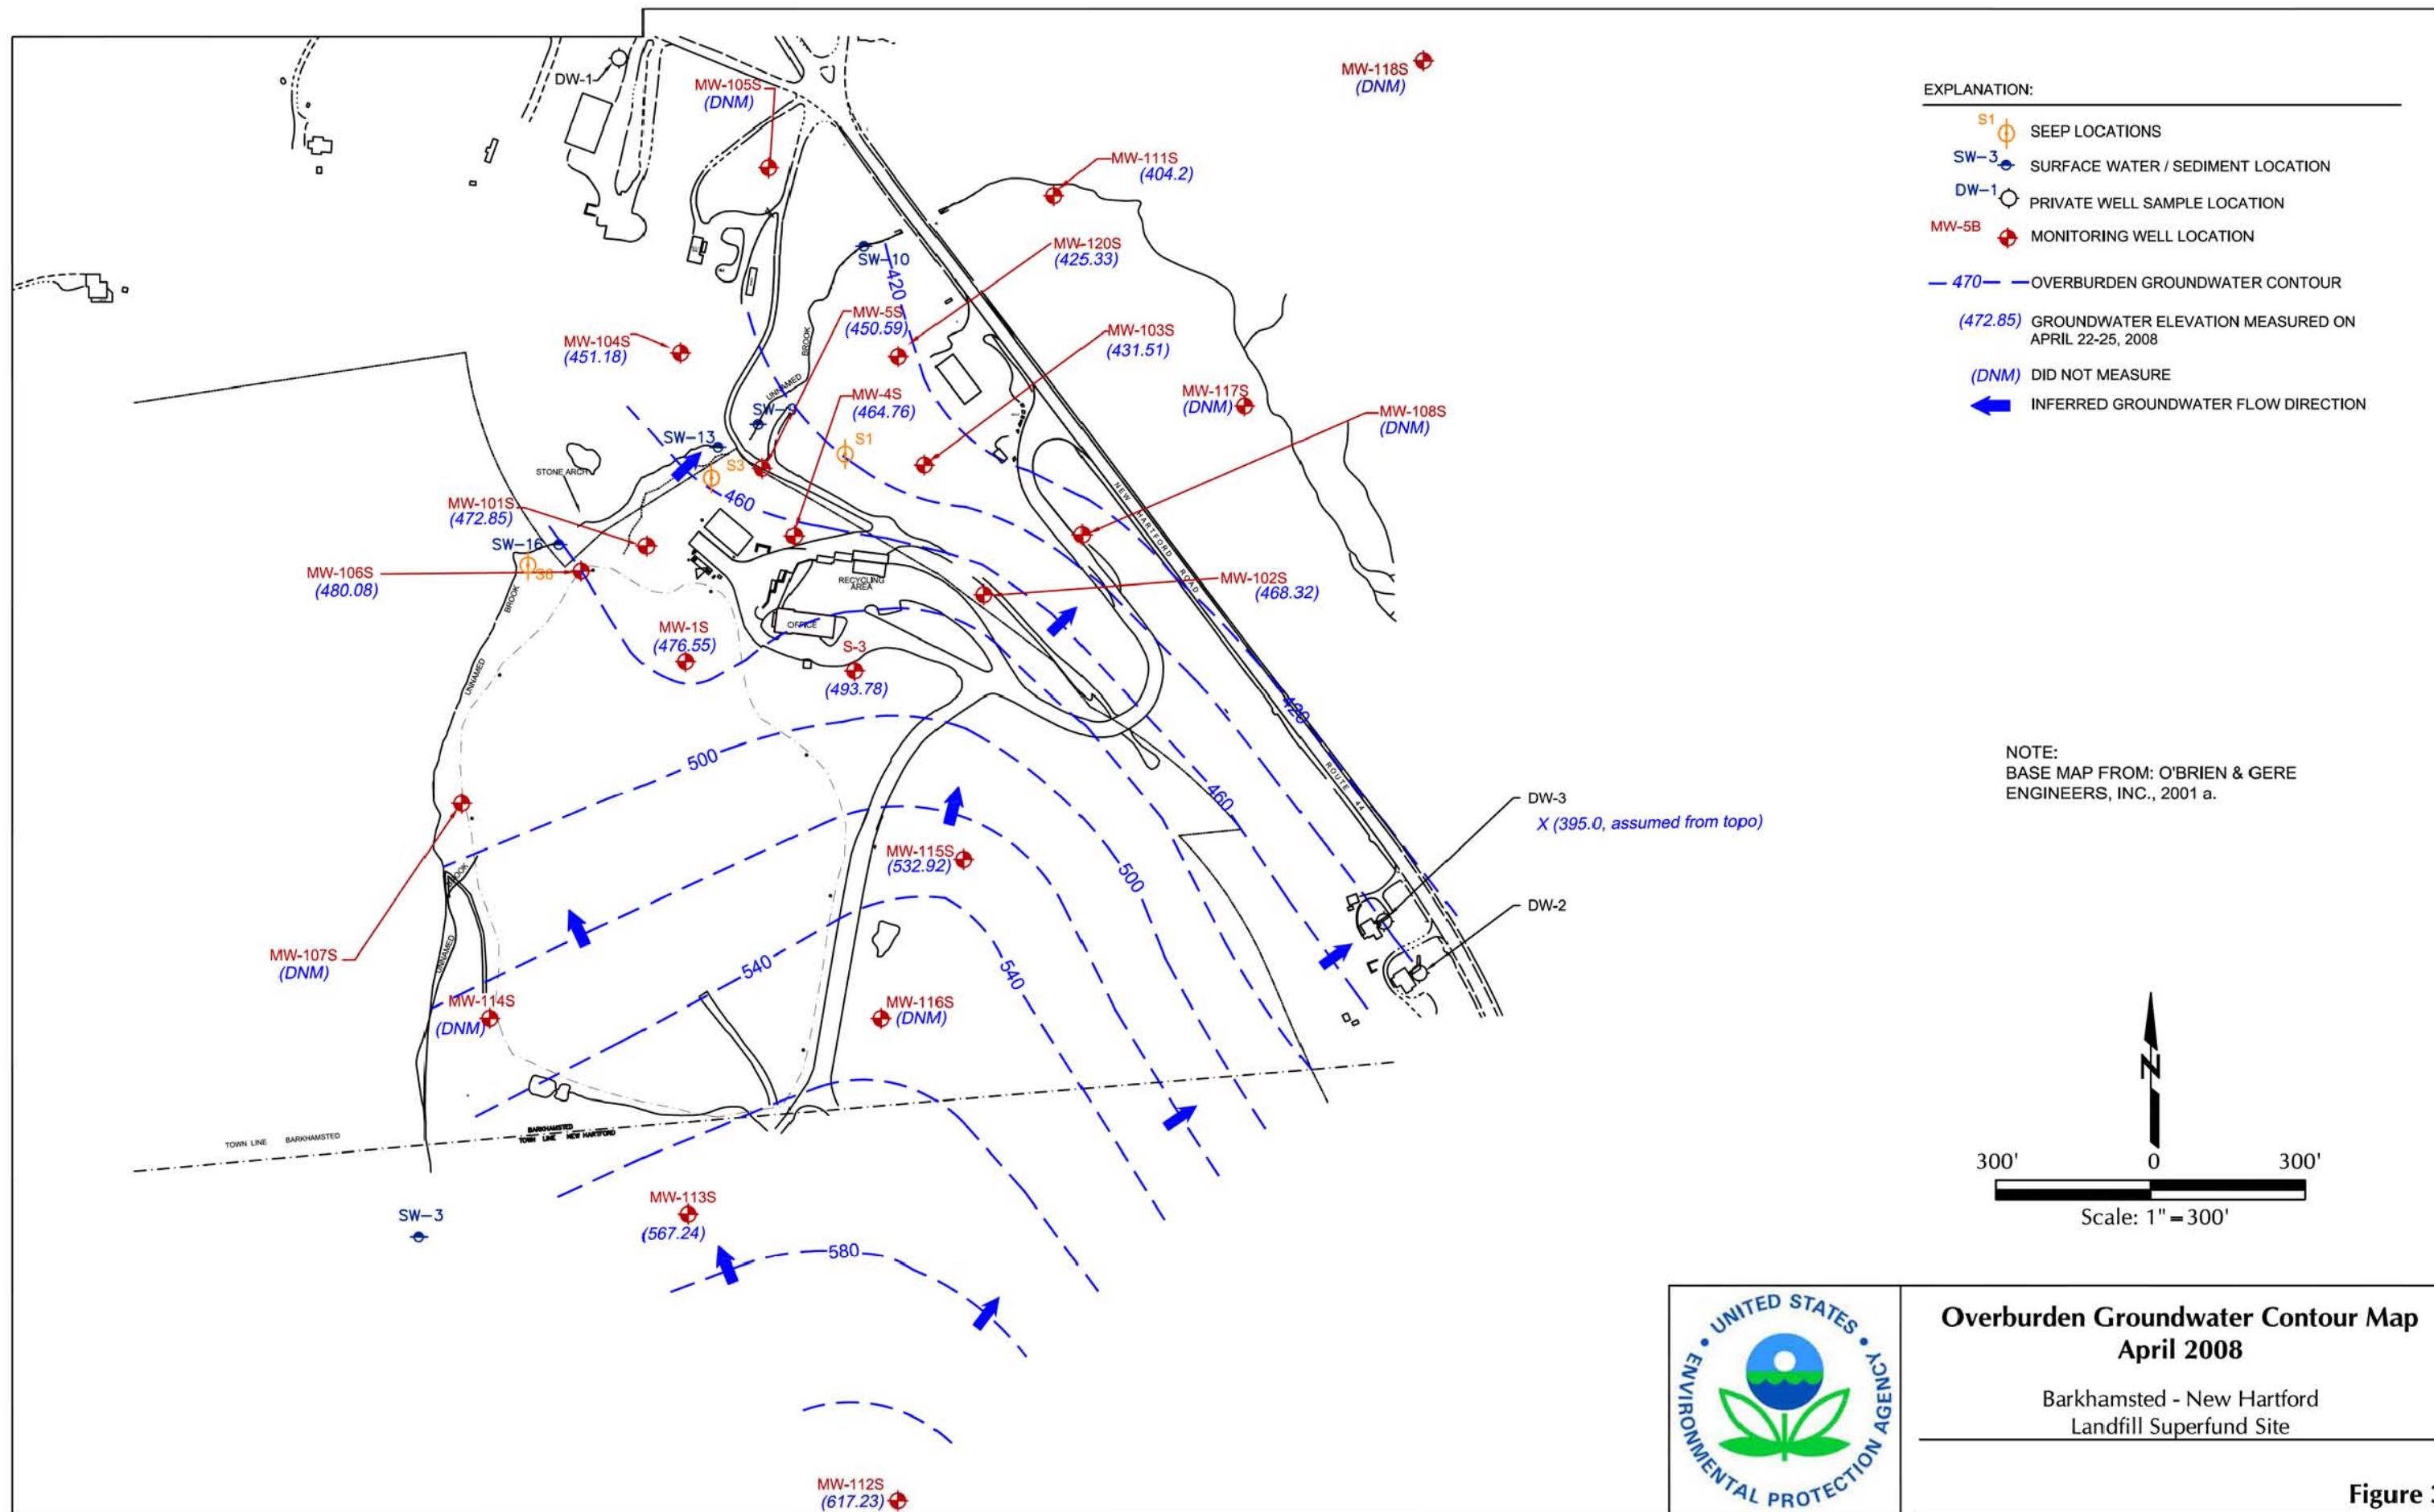 DW-1
MW-105S
(DNM)
MW-118S
(DNM)
MW-111S
(404.2)
SW-10
420
MW-120S
(425.33)
MW-5S
(450.59)
MW-103S
(431.51)
MW-104S
(451.18)
BROOK
UNNAMED
MW-4S
(464.76)
SW-9
MW-117S
(DNM)
MW-108S
(DNM)
SW-13
S1
S3
STONE ARCH
460
MW-101S
(472.85)
SW-16
S6
NEW HARTFORD ROAD
MW-106S
(480.08)
BROOK
RECYCLING
AREA
MW-102S
(468.32)
MW-1S
(476.55)
OFFICE
S-3
(493.78)
UNNAMED
420
500
ROUTE 44
460
DW-3
X (395.0, assumed from topo)
MW-115S
(532.92)
500
BROOK
DW-2
UNNAMED
MW-107S
(DNM)
540
540
MW-114S
(DNM)
MW-116S
(DNM)
TOWN LINE BARKHAMSTED
BARKHAMSTED
TOWN LINE NEW HARTFORD
MW-113S
(567.24)
SW-3
580
MW-112S
(617.23)
EXPLANATION:
S1 SEEP LOCATIONS
SW-3 SURFACE WATER / SEDIMENT LOCATION
DW-1 PRIVATE WELL SAMPLE LOCATION
MW-5B MONITORING WELL LOCATION
470 OVERBURDEN GROUNDWATER CONTOUR
(472.85) GROUNDWATER ELEVATION MEASURED ON
APRIL 22-25, 2008
(DNM) DID NOT MEASURE
INFERRED GROUNDWATER FLOW DIRECTION
NOTE:
BASE MAP FROM: O'BRIEN & GERE
ENGINEERS, INC., 2001 a.
N
300' 0 300'
Scale: 1" = 300'
UNITED STATES
ENVIRONMENTAL PROTECTION AGENCY
Overburden Groundwater Contour Map
April 2008
Barkhamsted - New Hartford
Landfill Superfund Site
Figure